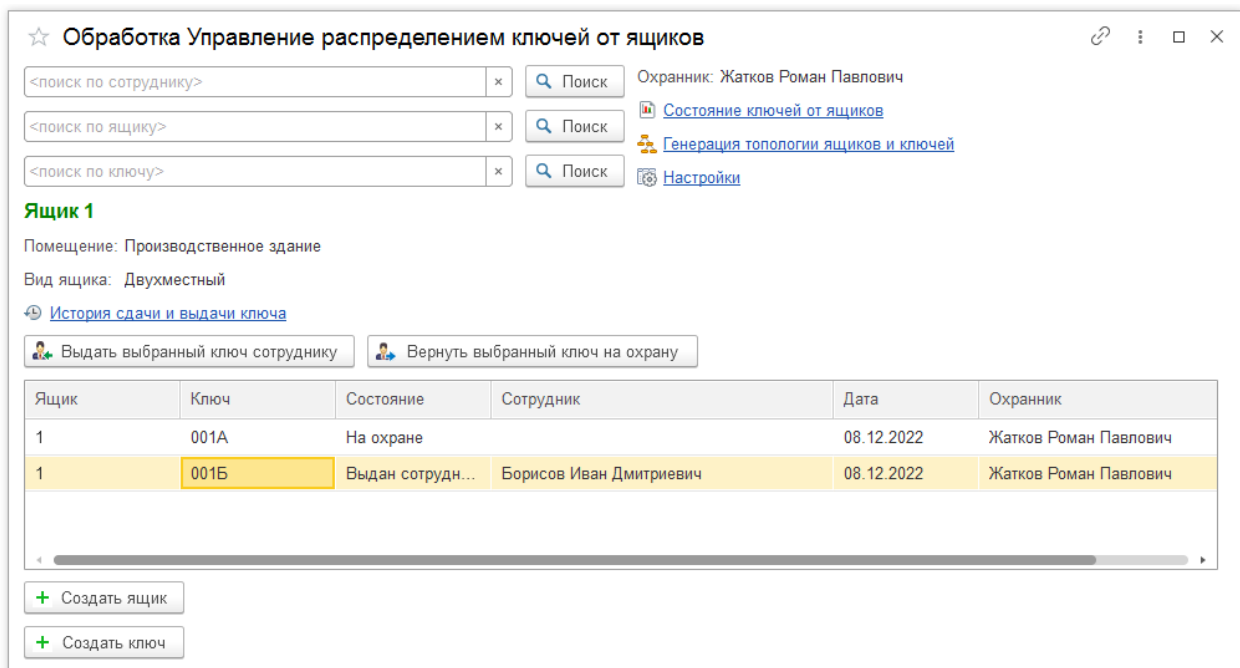 Обработка Управление распределением ключей от ящиков
<поиск по сотруднику> × Поиск Охранник: Жатков Роман Павлович
<поиск по ящику> × Поиск Состояние ключей от ящиков
Генерация топологии ящиков и ключей
<поиск по ключу> × Поиск Настройки
Ящик 1
Помещение: Производственное здание
Вид ящика: Двухместный
История сдачи и выдачи ключа
Выдать выбранный ключ сотруднику Вернуть выбранный ключ на охрану
Ящик Ключ Состояние Сотрудник Дата Охранник
1 001А На охране 08.12.2022 Жатков Роман Павлович
1 001Б Выдан сотрудн... Борисов Иван Дмитриевич 08.12.2022 Жатков Роман Павлович
+ Создать ящик
+ Создать ключ